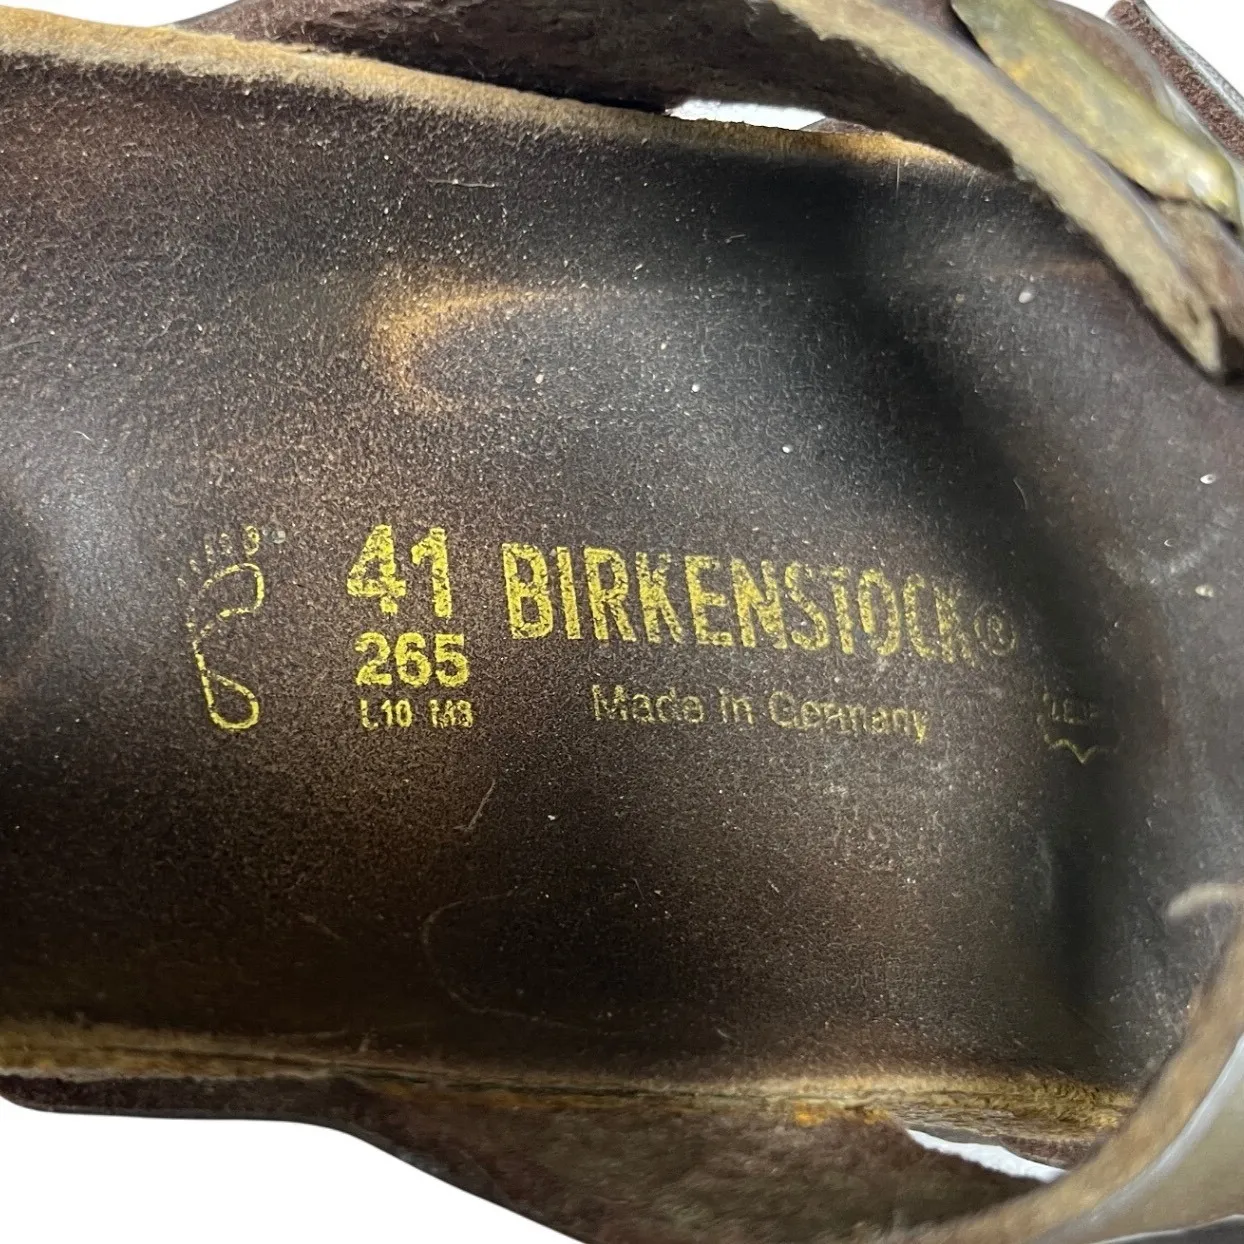 41
265
L10 M8
BIRKENSTOCK®
Made in Germany